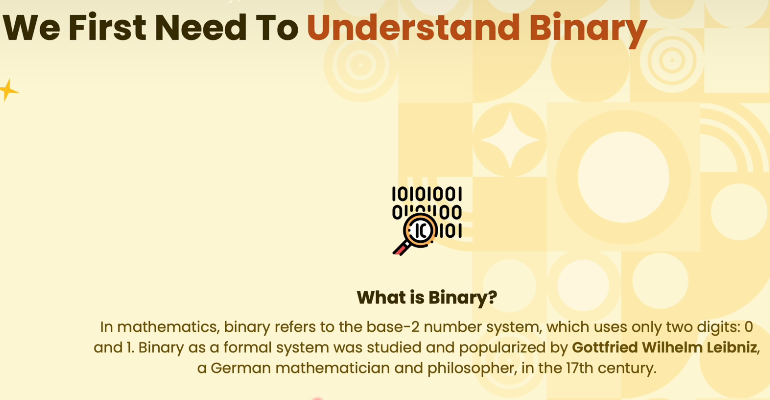 We First Need To Understand Binary
10101001
101
What is Binary?
In mathematics, binary refers to the base-2 number system, which uses only two digits: 0
and 1. Binary as a formal system was studied and popularized by Gottfried Wilhelm Leibniz,
a German mathematician and philosopher, in the 17th century.